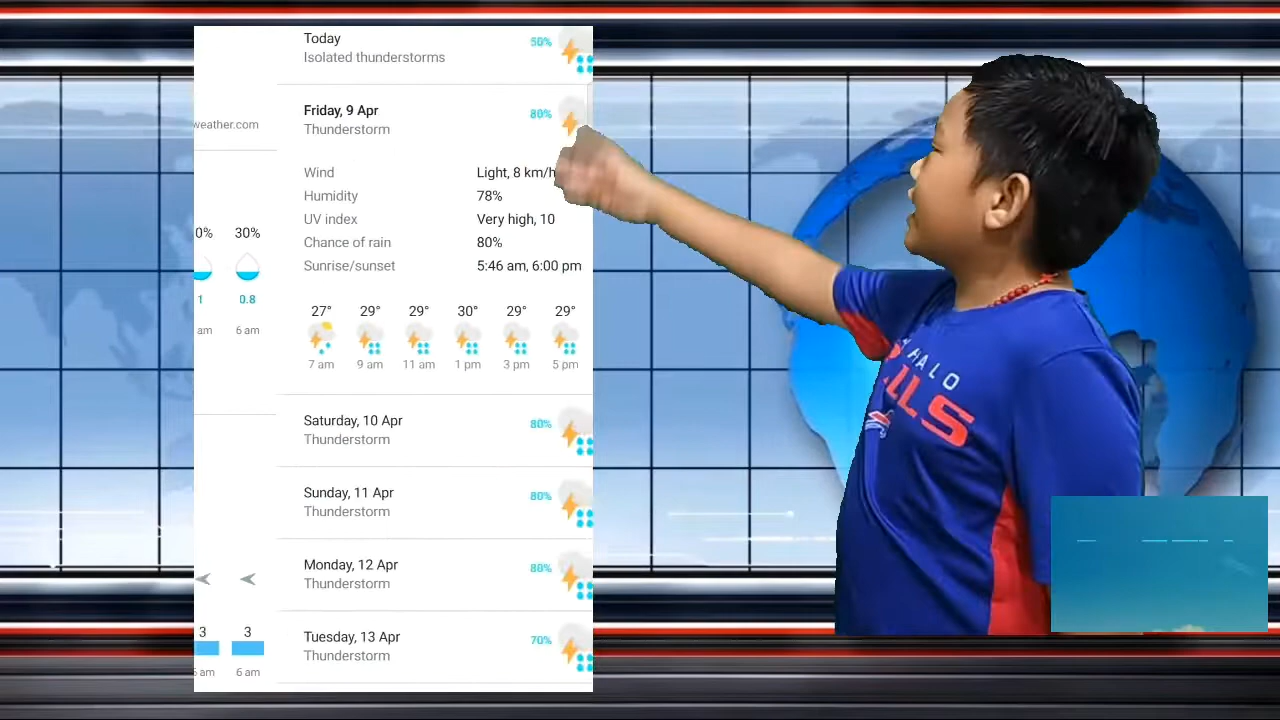 Today
50%
Isolated thunderstorms
Friday, 9 Apr
80%
Thunderstorm
weather.com
Wind
Light, 8 km/h
Humidity
78%
UV index
Very high, 10
Chance of rain
80%
Sunrise/sunset
5:46 am, 6:00 pm
0% 30%
1 0.8
am 6 am
27° 29° 29° 30° 29° 29°
7 am 9 am 11 am 1 pm 3 pm 5 pm
Saturday, 10 Apr
80%
Thunderstorm
Sunday, 11 Apr
80%
Thunderstorm
Monday, 12 Apr
80%
Thunderstorm
Tuesday, 13 Apr
70%
Thunderstorm
3 3
am 6 am
ALO
LLS